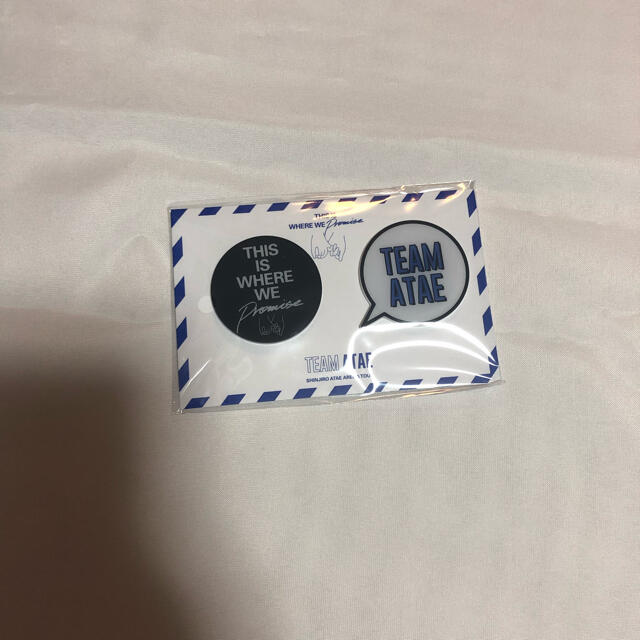 THIS IS
WHERE WE Promise
THIS
IS
WHERE
WE
Promise
TEAM
ATAE
TEAM ATAE
SHINJIRO ATAE ARENA TOUR